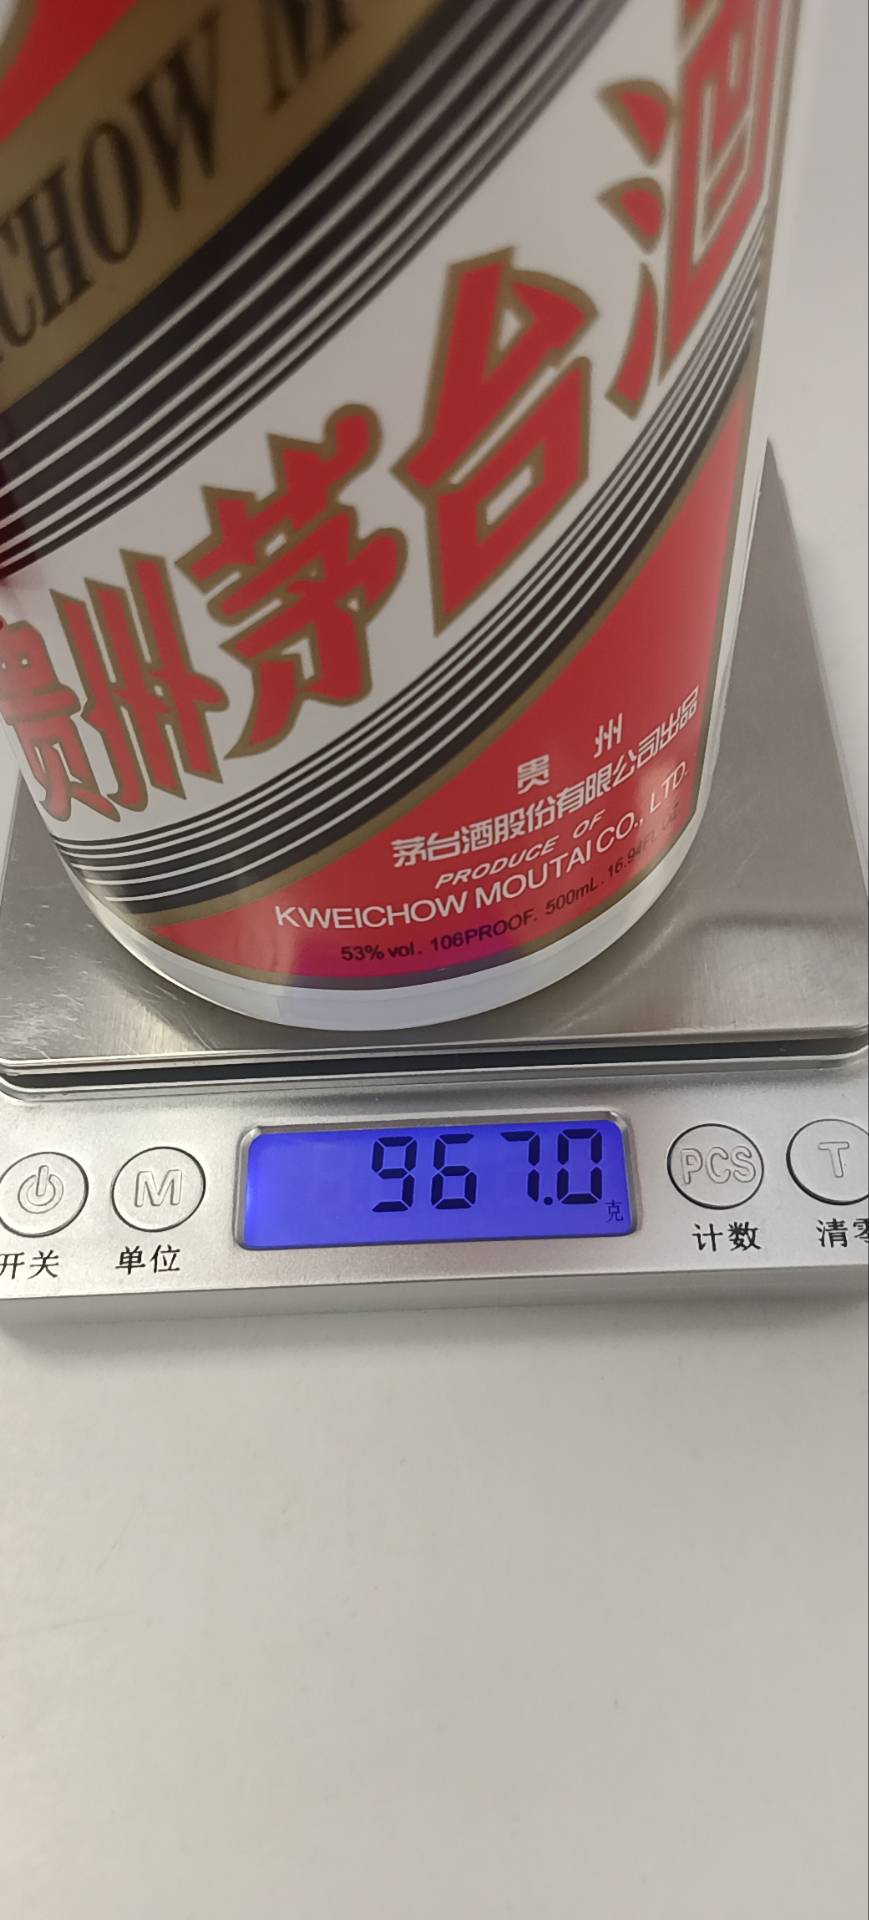 CHOW M
贵州茅台酒
贵 州
茅台酒股份有限公司出品
PRODUCE OF
KWEICHOW MOUTAI CO., LTD.
53% vol. 106PROOF. 500mL. 16.94FL. OZ
967.0
克
M
PCS
T
开关
单位
计数
清零